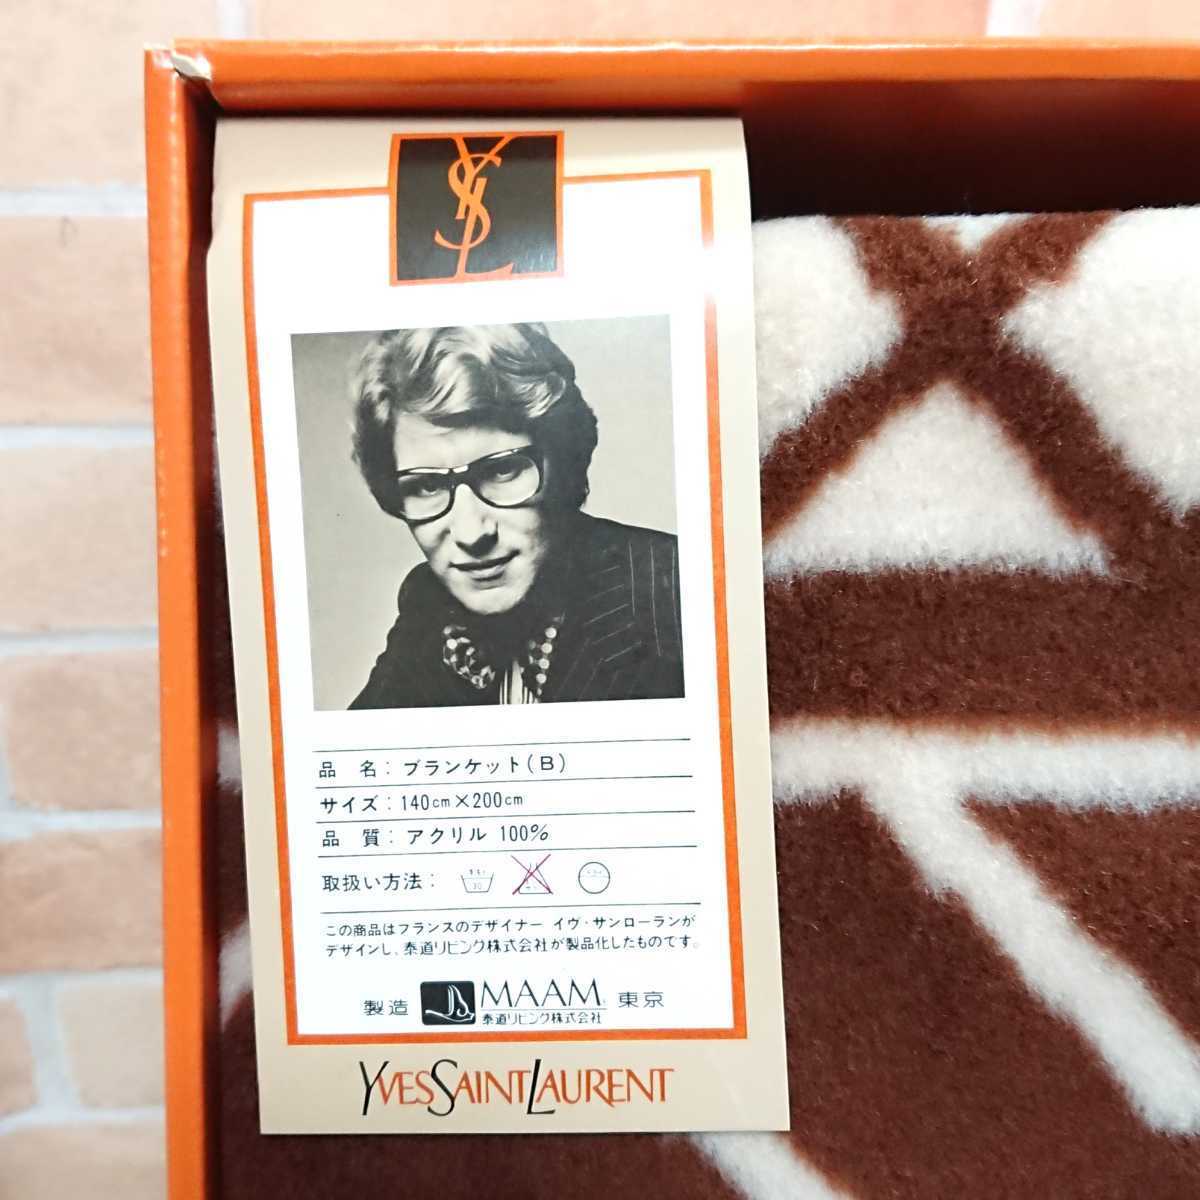 YSL
品 名：ブランケット（B）
サイズ：140cm×200cm
品 質：アクリル 100%
取扱い方法：
30
この商品はフランスのデザイナー イヴ・サンローランが
デザインし、泰道リビング株式会社が製品化したものです。
製造 MAAM 東京
泰道リビング株式会社
YVESSAINTLAURENT